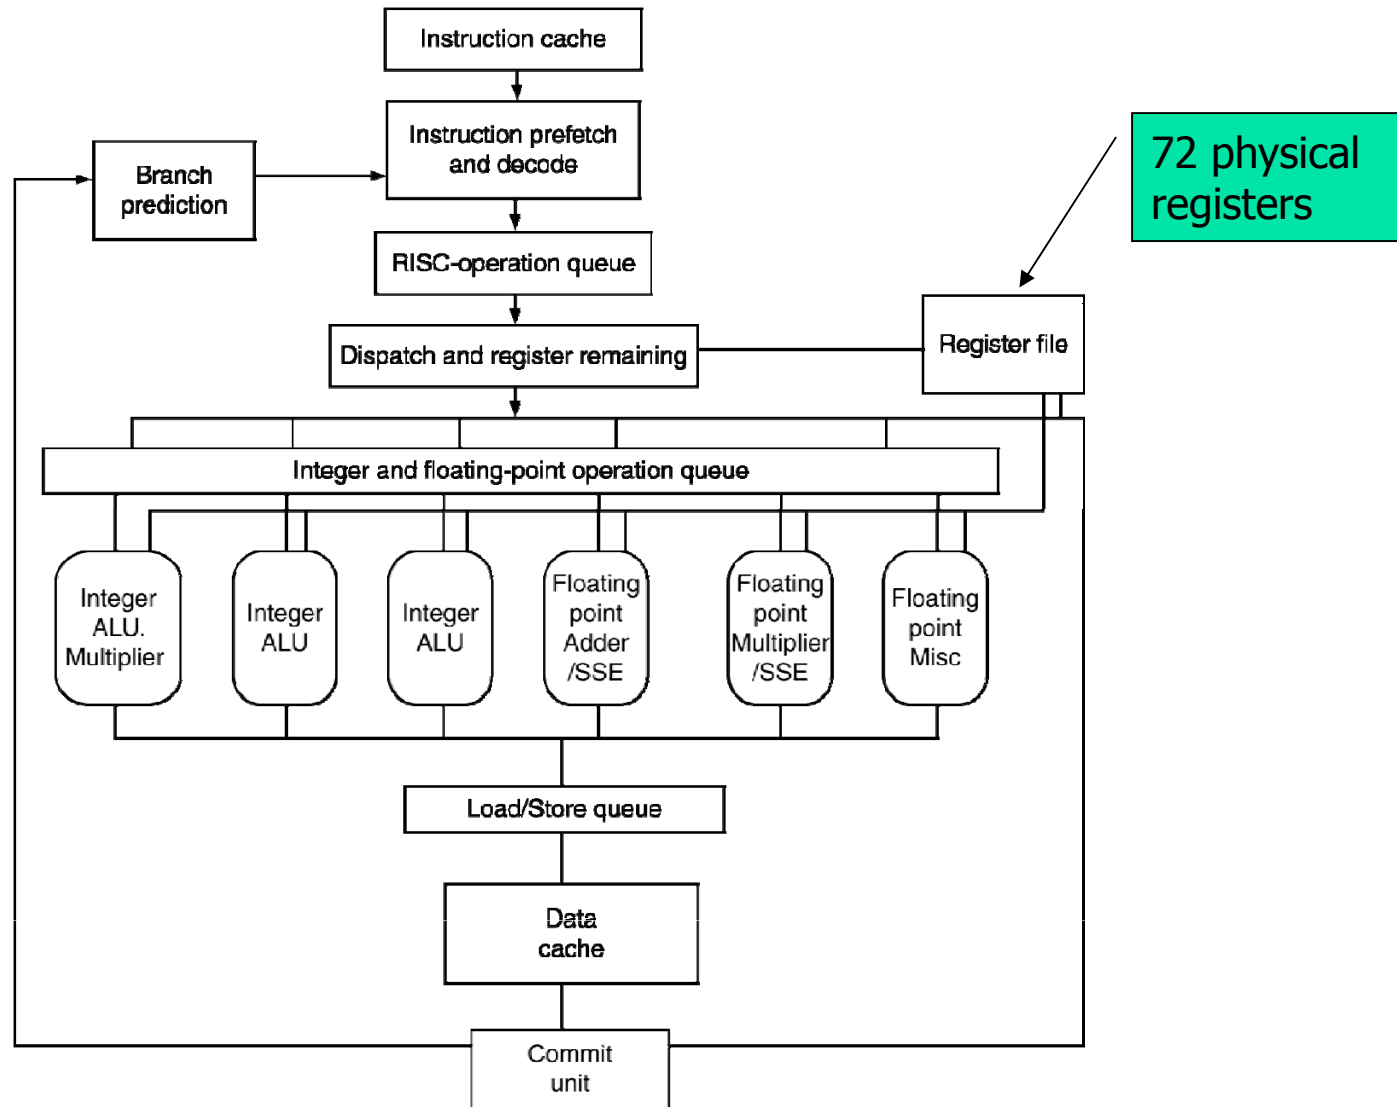 Instruction cache
Instruction prefetch
and decode
72 physical
registers
Branch
prediction
RISC-operation queue
Dispatch and register remaining
Register file
Integer and floating-point operation queue
Integer
ALU.
Multiplier
Integer
ALU
Integer
ALU
Floating
point
Adder
/SSE
Floating
point
Multiplier
/SSE
Floating
point
Misc
Load/Store queue
Data
cache
Commit
unit